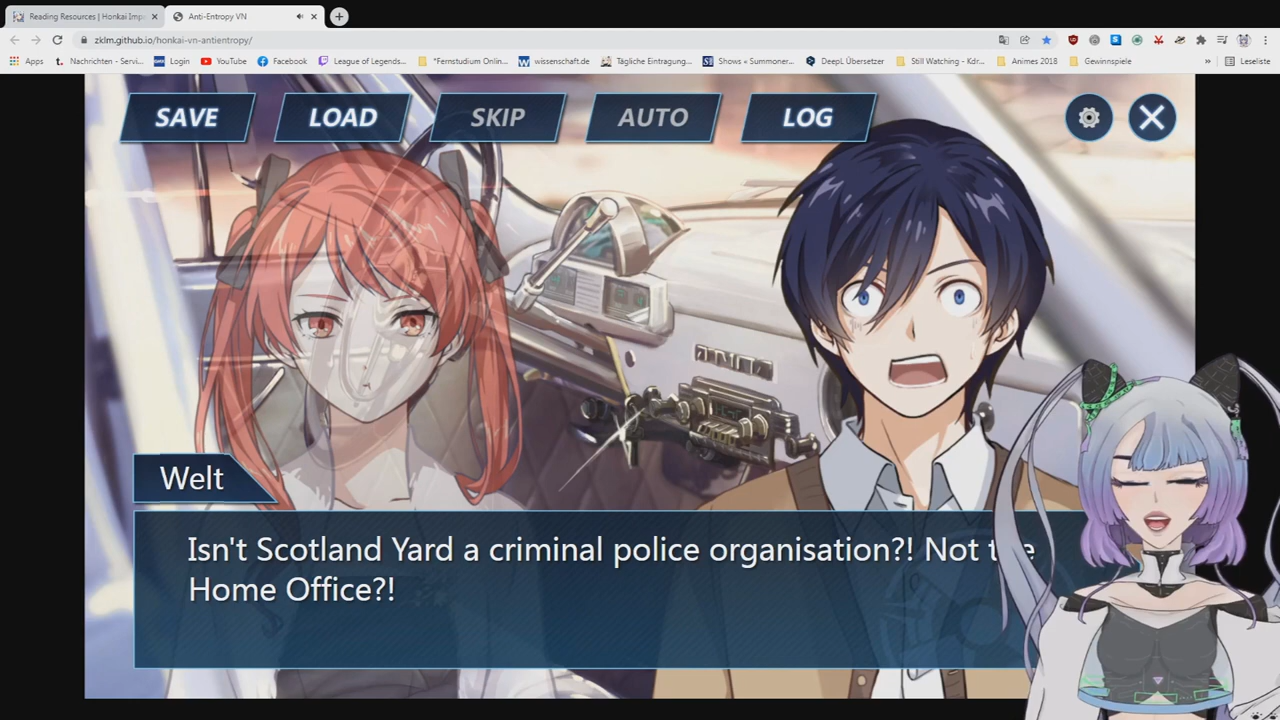 Reading Resources | Honkai Imp
Anti-Entropy VN
zklm.github.io/honkai-vn-antientropy/
Apps
Nachrichten - Servi...
Login
YouTube
Facebook
League of Legends...
*Fernstudium Onlin...
wissenschaft.de
Tägliche Eintragung...
Shows « Summoner...
DeepL Übersetzer
Still Watching - Kdr...
Animes 2018
Gewinnspiele
»
Leseliste
SAVE
LOAD
SKIP
AUTO
LOG
Welt
Isn't Scotland Yard a criminal police organisation?! Not the
Home Office?!